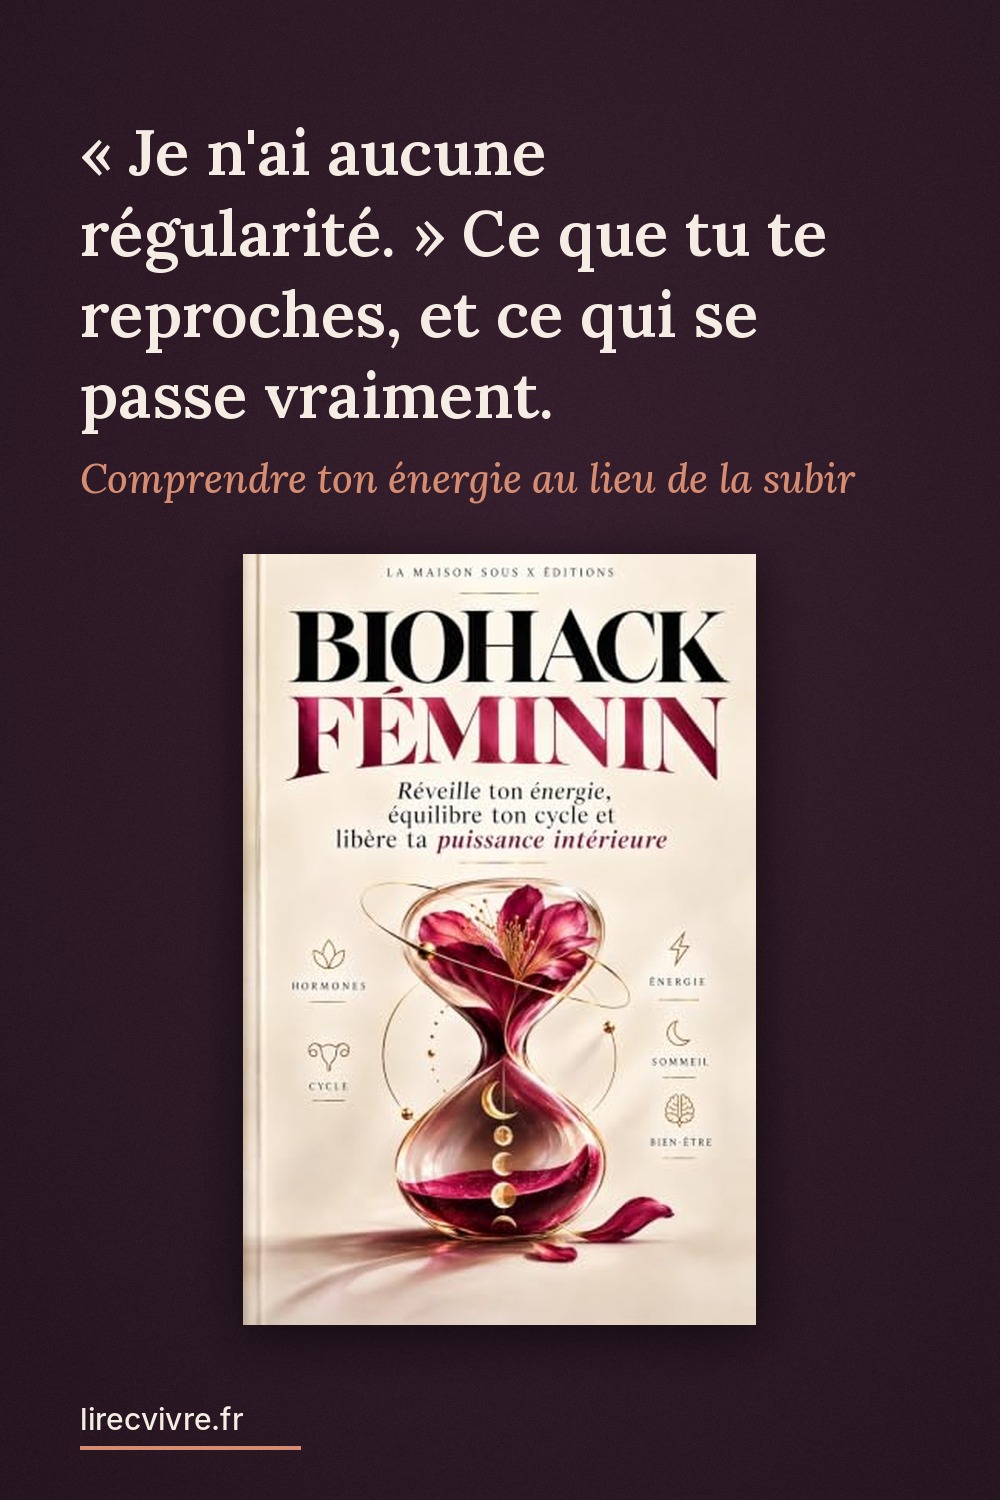 « Je n'ai aucune
régularité. » Ce que tu te
reproches, et ce qui se
passe vraiment.
Comprendre ton énergie au lieu de la subir
LA MAISON SOUS X ÉDITIONS
BIOHACK
FÉMININ
Réveille ton énergie,
équilibre ton cycle et
libère ta puissance intérieure
HORMONES
CYCLE
ÉNERGIE
SOMMEIL
BIEN-ÊTRE
lirecvivre.fr